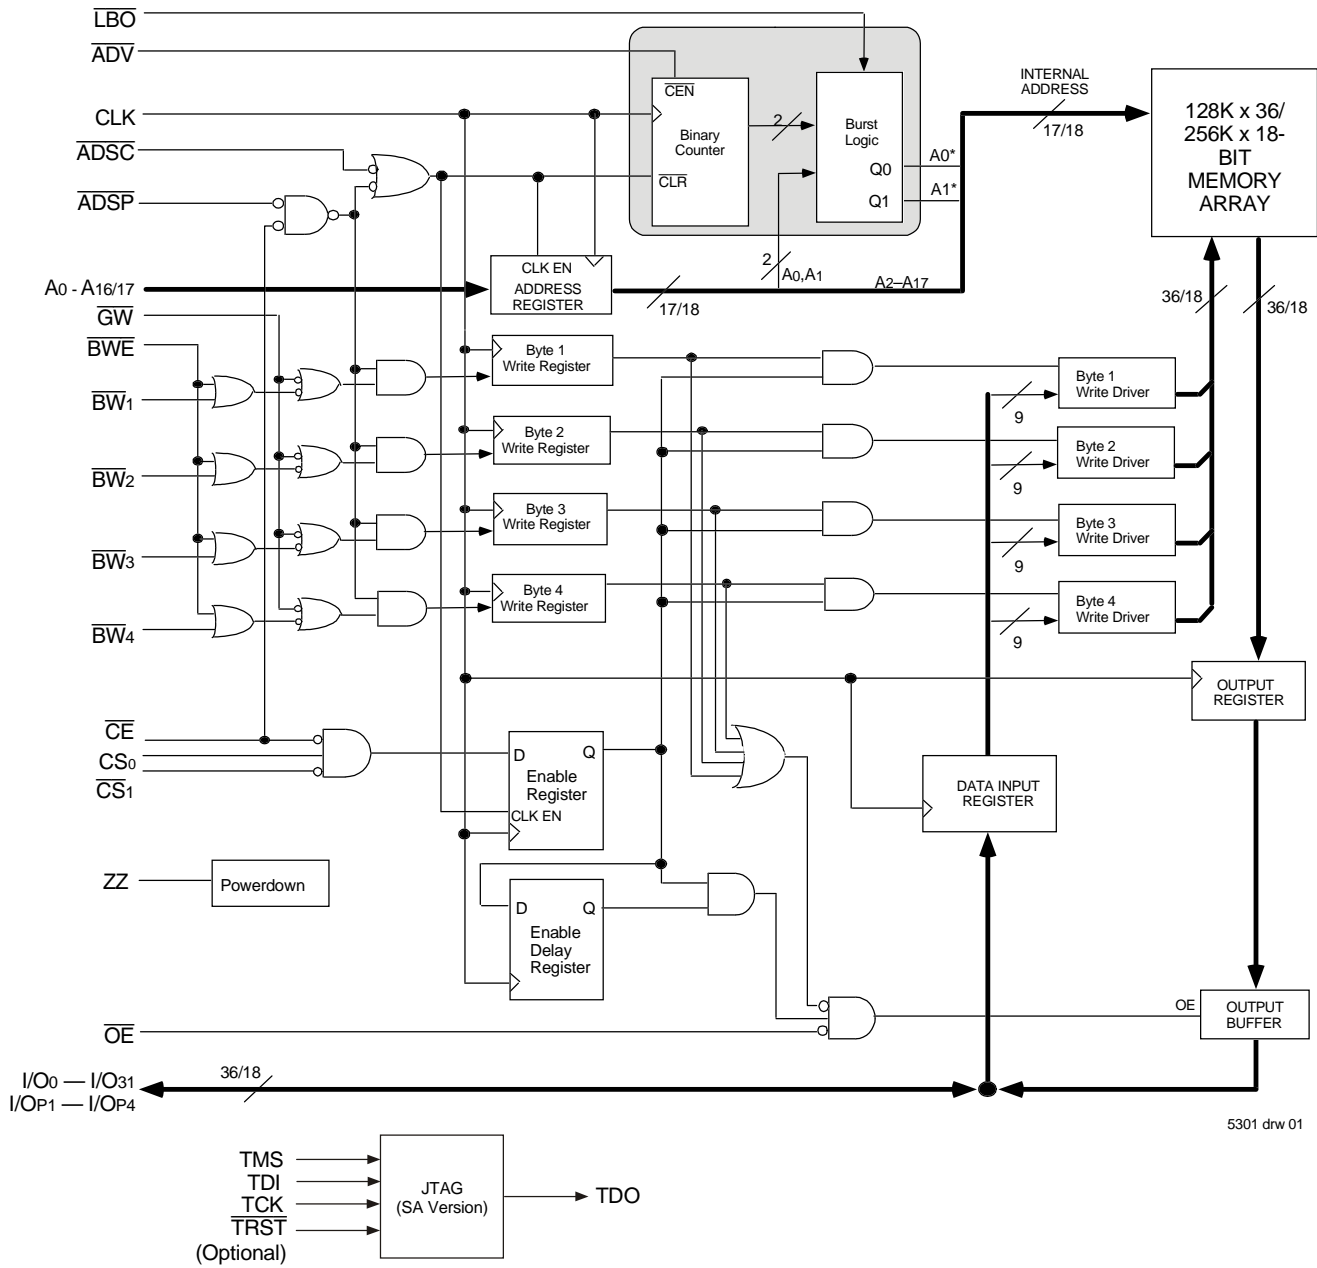 LBO
ADV
CLK
ADSC
ADSP
A0 - A16/17
GW
BWE
BW1
BW2
BW3
BW4
CE
CS0
CS1
ZZ
Powerdown
OE
I/O0 — I/O31
I/OP1 — I/OP4
36/18
CEN
Binary
Counter
CLR
2
Burst
Logic
Q0
Q1
A0*
A1*
2
A0,A1
INTERNAL
ADDRESS
17/18
128K x 36/
256K x 18-
BIT
MEMORY
ARRAY
CLK EN
ADDRESS
REGISTER
17/18
A2–A17
36/18
36/18
Byte 1
Write Register
Byte 2
Write Register
Byte 3
Write Register
Byte 4
Write Register
9
Byte 1
Write Driver
9
Byte 2
Write Driver
9
Byte 3
Write Driver
9
Byte 4
Write Driver
OUTPUT
REGISTER
D
Q
Enable
Register
CLK EN
DATA INPUT
REGISTER
D
Q
Enable
Delay
Register
OE
OUTPUT
BUFFER
5301 drw 01
TMS
TDI
TCK
TRST
(Optional)
JTAG
(SA Version)
TDO